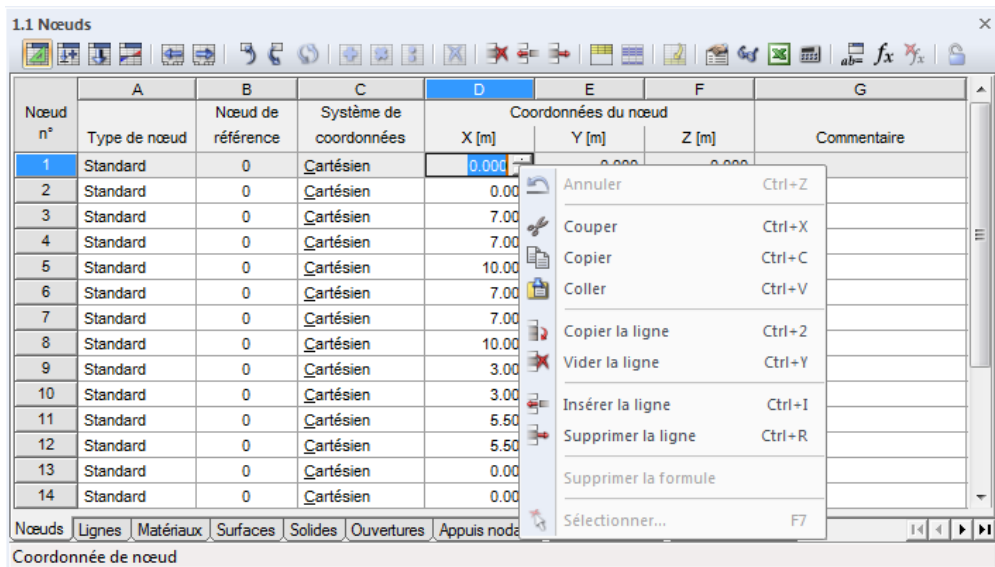 1.1 Nœuds
A B C D E F G
Nœud Nœud de Système de Coordonnées du nœud
n° Type de nœud référence coordonnées X [m] Y [m] Z [m] Commentaire
1 Standard 0 Cartésien 0.000 0.000 0.000
2 Standard 0 Cartésien 0.00
3 Standard 0 Cartésien 7.00
4 Standard 0 Cartésien 7.00
5 Standard 0 Cartésien 10.00
6 Standard 0 Cartésien 7.00
7 Standard 0 Cartésien 7.00
8 Standard 0 Cartésien 10.00
9 Standard 0 Cartésien 3.00
10 Standard 0 Cartésien 3.00
11 Standard 0 Cartésien 5.50
12 Standard 0 Cartésien 5.50
13 Standard 0 Cartésien 0.00
14 Standard 0 Cartésien 0.00
Annuler Ctrl+Z
Couper Ctrl+X
Copier Ctrl+C
Coller Ctrl+V
Copier la ligne Ctrl+2
Vider la ligne Ctrl+Y
Insérer la ligne Ctrl+I
Supprimer la ligne Ctrl+R
Supprimer la formule
Sélectionner... F7
Nœuds Lignes Matériaux Surfaces Solides Ouvertures Appuis noda
Coordonnée de nœud